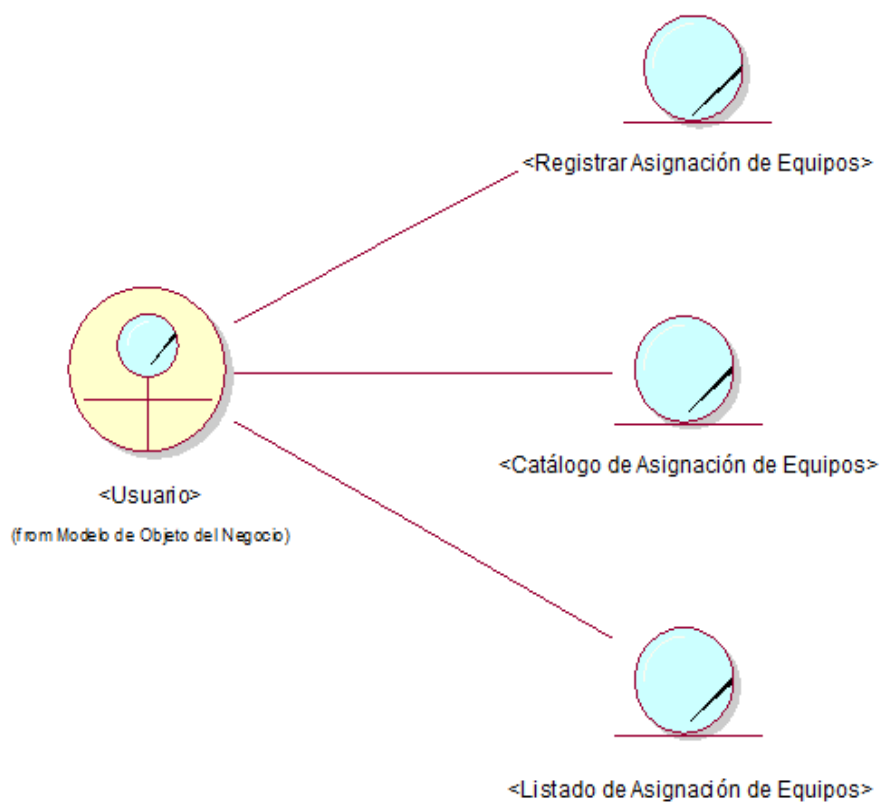 <Registrar Asignación de Equipos>
<Catálogo de Asignación de Equipos>
<Usuario>
(from Modelo de Objeto del Negocio)
<Listado de Asignación de Equipos>